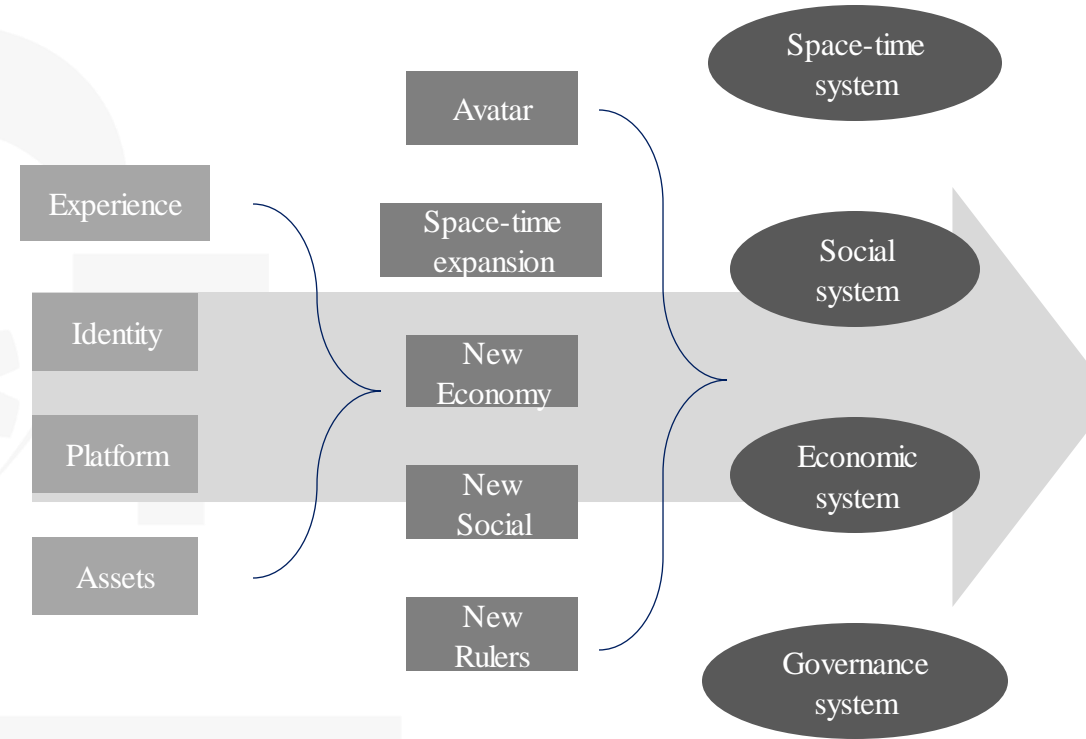 Experience
Identity
Platform
Assets
Avatar
Space-time
expansion
New
Economy
New
Social
New
Rulers
Space-time
system
Social
system
Economic
system
Governance
system